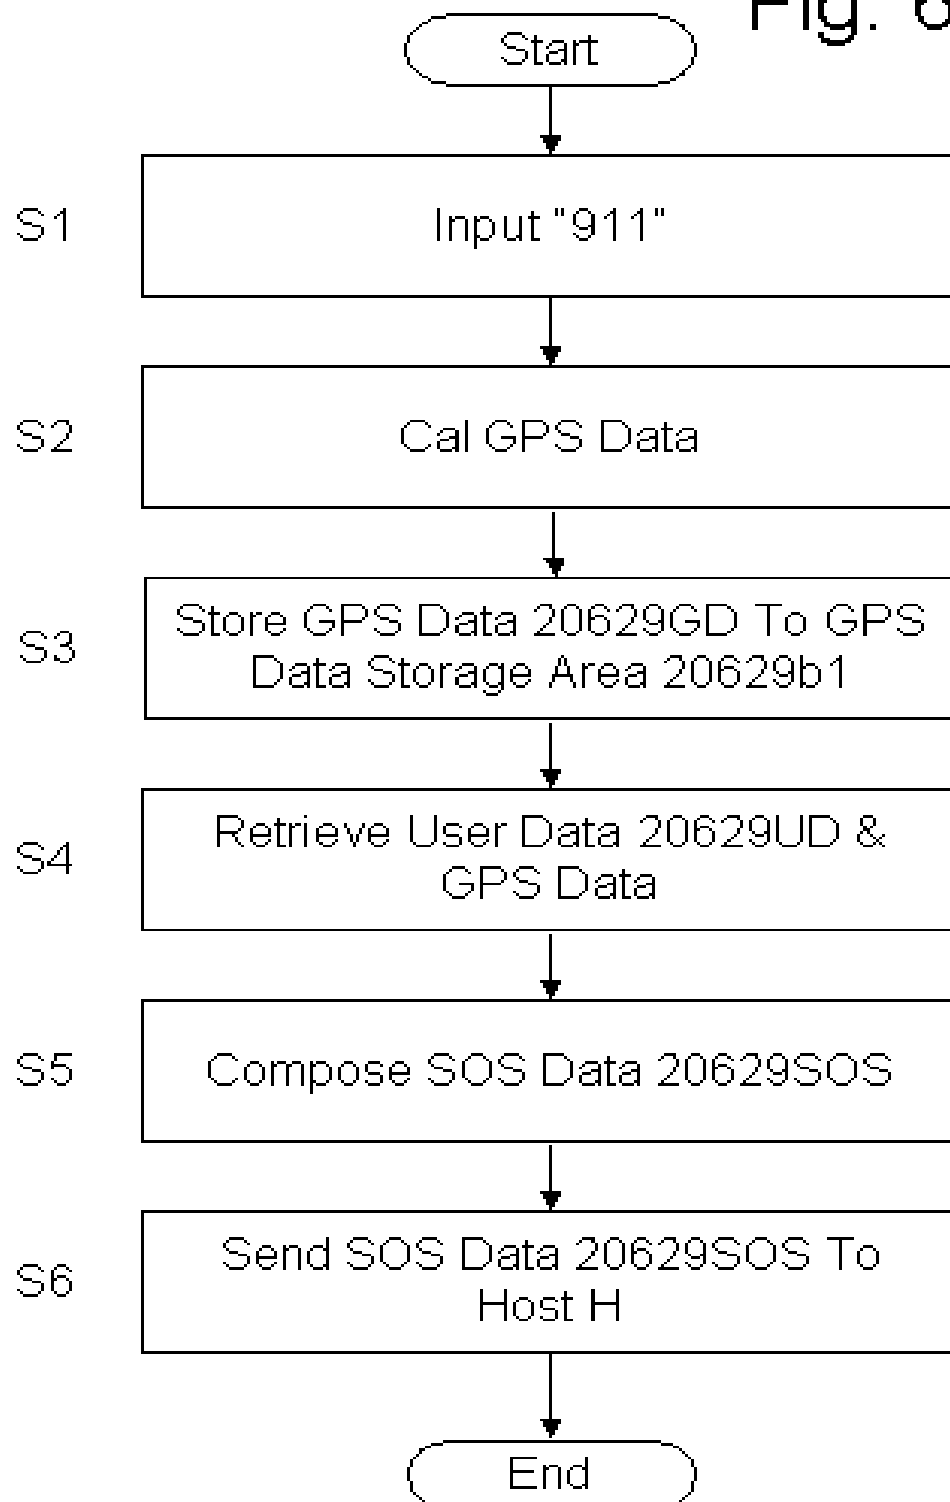 Fig. 6
Start
S1
Input "911"
S2
Cal GPS Data
S3
Store GPS Data 20629GD To GPS
Data Storage Area 20629b1
S4
Retrieve User Data 20629UD &
GPS Data
S5
Compose SOS Data 20629SOS
S6
Send SOS Data 20629SOS To
Host H
End